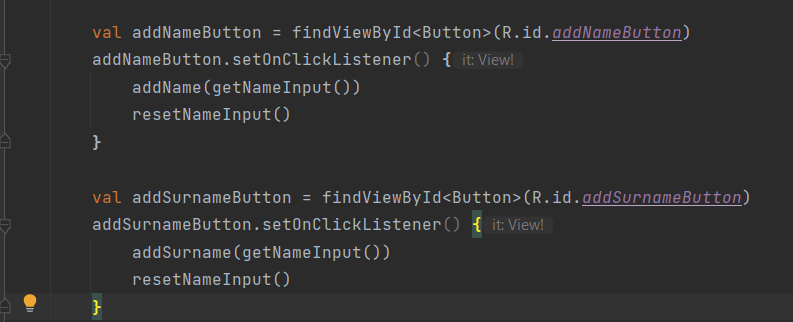 val addNameButton = findViewById<Button>(R.id.addNameButton)
addNameButton.setOnClickListener() { it: View!
addName(getNameInput())
resetNameInput()
}
val addSurnameButton = findViewById<Button>(R.id.addSurnameButton)
addSurnameButton.setOnClickListener() { it: View!
addSurname(getNameInput())
resetNameInput()
}